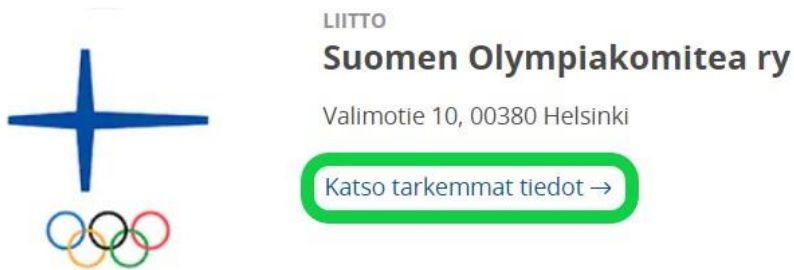 LIITTO
Suomen Olympiakomitea ry
Valimotie 10, 00380 Helsinki
Katso tarkemmat tiedot →